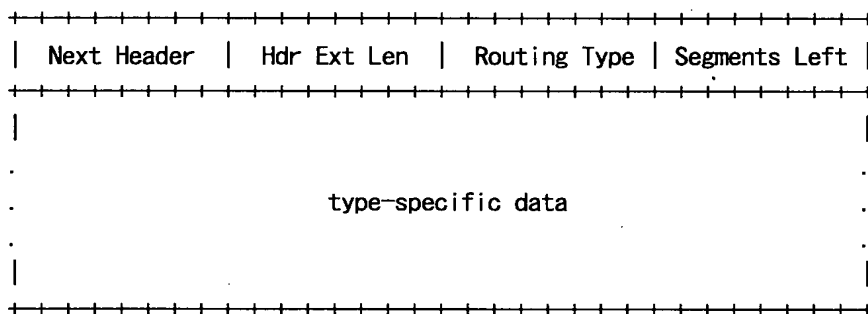 | Next Header | Hdr Ext Len | Routing Type | Segments Left |
type-specific data